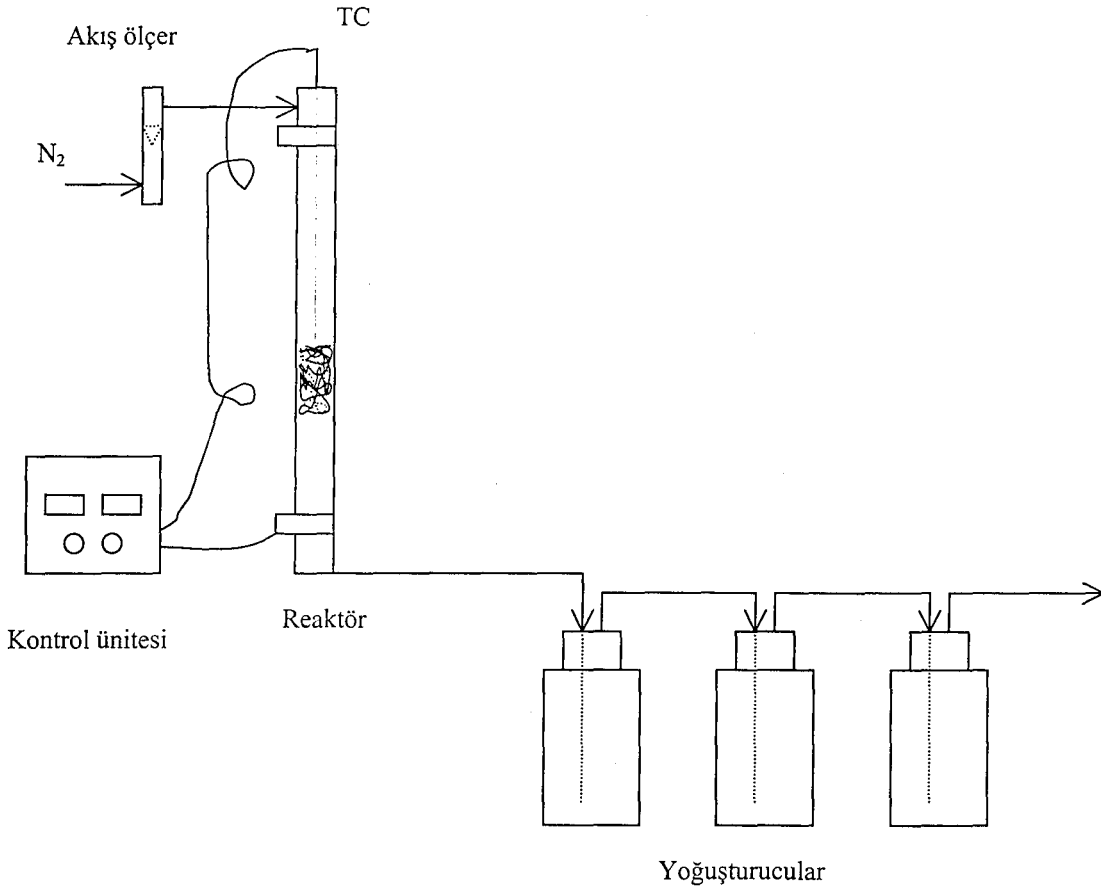 TC
Akış ölçer
N₂
Reaktör
Kontrol ünitesi
Yoğuşturucular